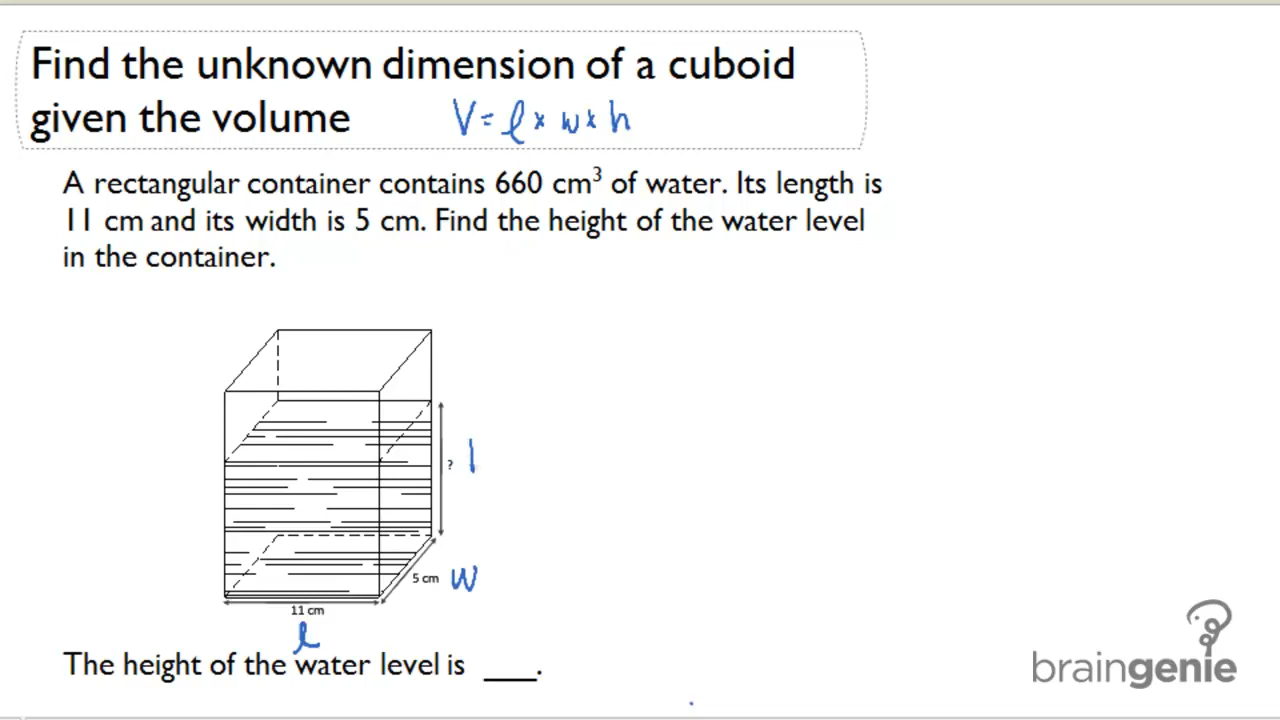 Find the unknown dimension of a cuboid
given the volume V = l × w × h
A rectangular container contains 660 cm³ of water. Its length is
11 cm and its width is 5 cm. Find the height of the water level
in the container.
? l
5 cm w
11 cm
l
The height of the water level is ____.
braingenie